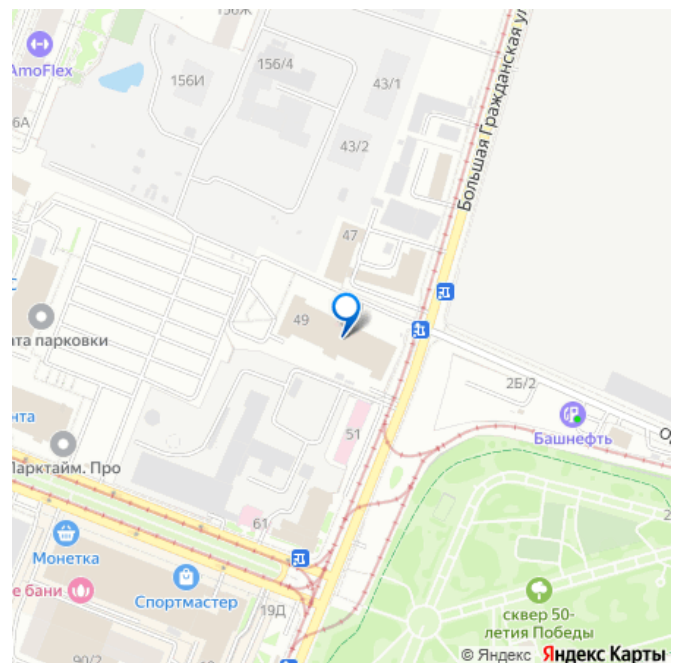 156Ж
AmoFlex
156/4
156И
43/1
6А
43/2
Большая Гражданская ул
47
С
49
ата парковки
2Б/2
нта
51
Башнефть
Ор
Парктайм. Про
61
2
Монетка
е бани
Спортмастер
19Д
сквер 50-
летия Победы
90/2
© Яндекс Яндекс Карты